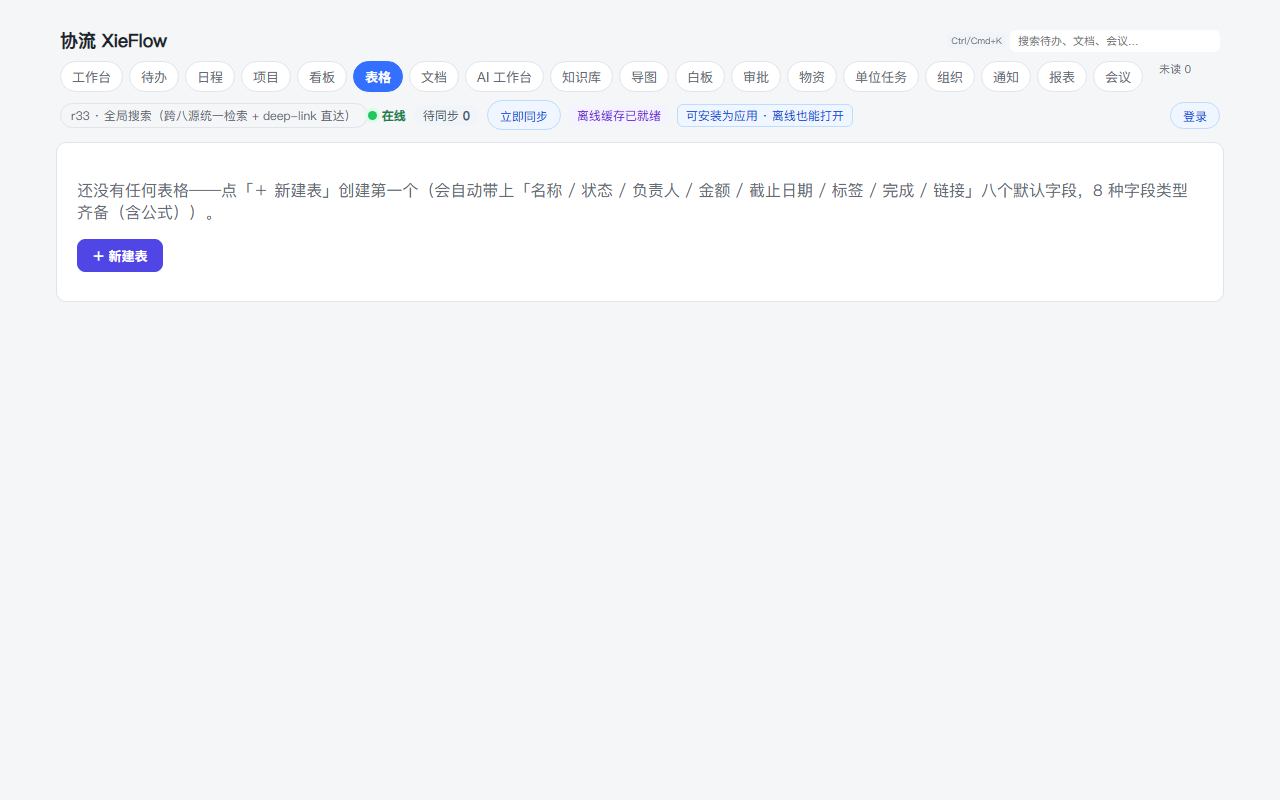 协流 XieFlow
Ctrl/Cmd+K 搜索待办、文档、会议…
工作台 待办 日程 项目 看板 表格 文档 AI 工作台 知识库 导图 白板 审批 物资 单位任务 组织 通知 报表 会议 未读 0
r33 · 全局搜索（跨八源统一检索 + deep-link 直达） 在线 待同步 0 立即同步 离线缓存已就绪 可安装为应用 · 离线也能打开 登录
还没有任何表格——点「＋ 新建表」创建第一个（会自动带上「名称 / 状态 / 负责人 / 金额 / 截止日期 / 标签 / 完成 / 链接」八个默认字段，8 种字段类型
齐备（含公式））。
＋ 新建表